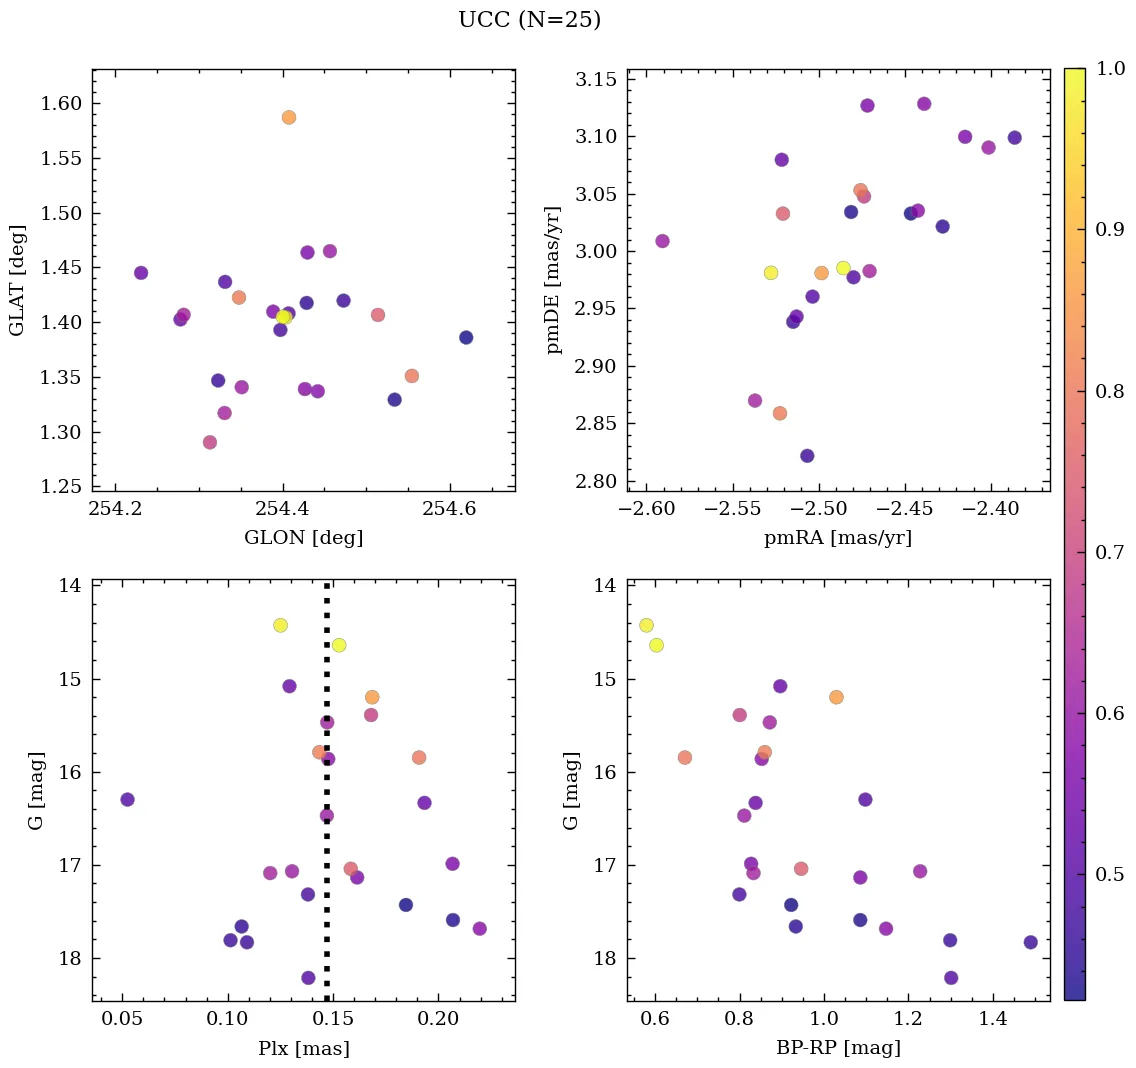 UCC (N=25)
1.60
1.55
1.50
1.45
1.40
1.35
1.30
1.25
GLAT [deg]
254.2 254.4 254.6
GLON [deg]
3.15
3.10
3.05
3.00
2.95
2.90
2.85
2.80
pmDE [mas/yr]
−2.60 −2.55 −2.50 −2.45 −2.40
pmRA [mas/yr]
1.0
0.9
0.8
0.7
0.6
0.5
14
15
16
17
18
G [mag]
0.05 0.10 0.15 0.20
Plx [mas]
14
15
16
17
18
G [mag]
0.6 0.8 1.0 1.2 1.4
BP-RP [mag]